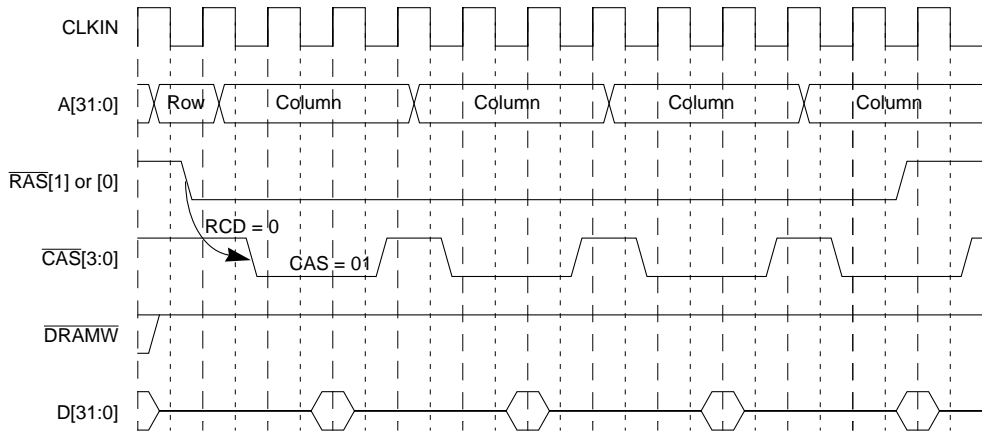 CLKIN
A[31:0]
Row
Column
Column
Column
Column
RAS[1] or [0]
RCD = 0
CAS[3:0]
CAS = 01
DRAMW
D[31:0]